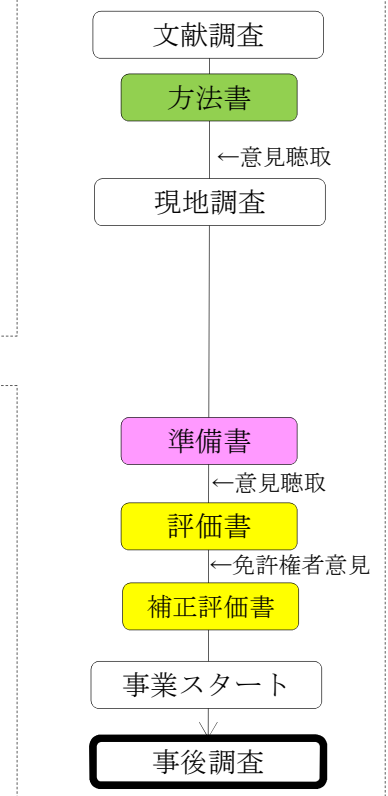 文献調査
方法書
←意見聴取
現地調査
準備書
←意見聴取
評価書
←免許権者意見
補正評価書
事業スタート
事後調査